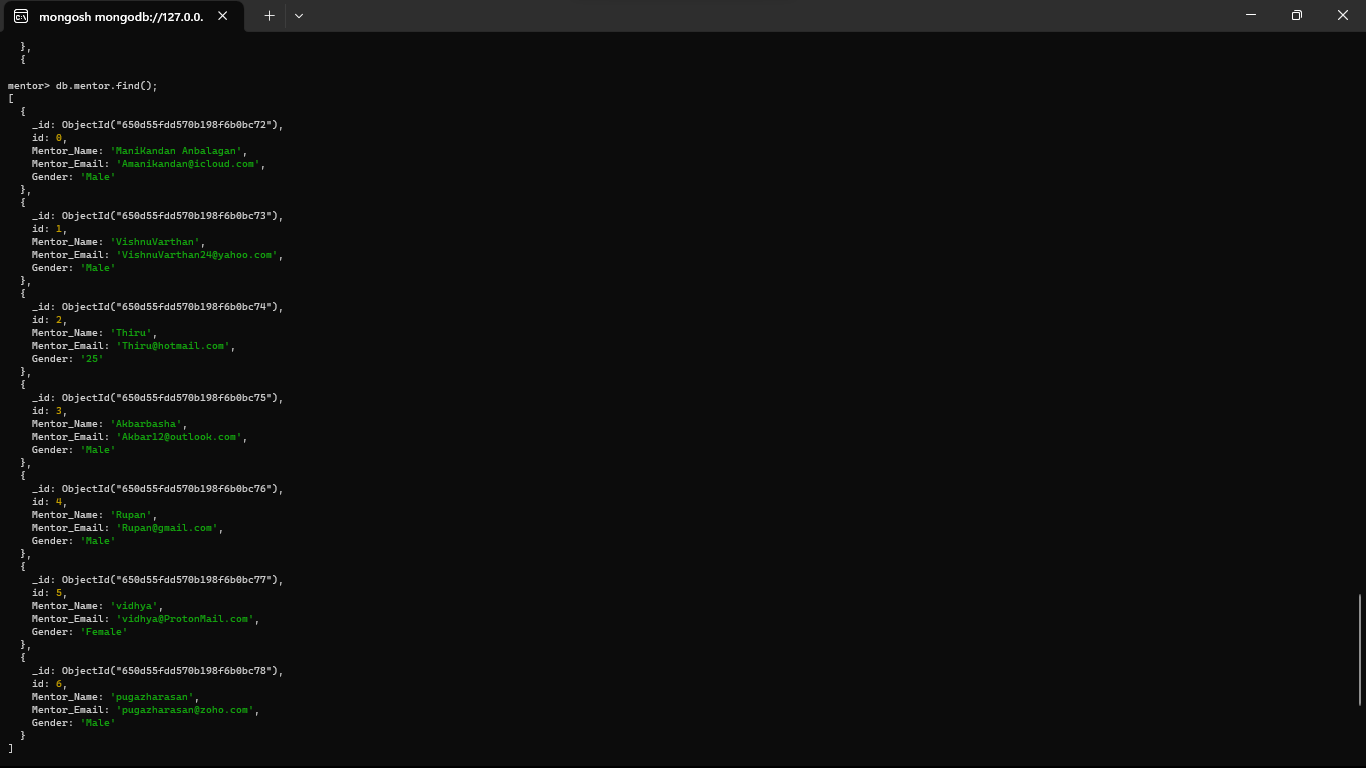 mongosh mongodb://127.0.0.
  },
  {
mentor> db.mentor.find();
[
  {
    _id: ObjectId("650d55fdd570b198f6b0bc72"),
    id: 0,
    Mentor_Name: 'ManiKandan Anbalagan',
    Mentor_Email: 'Amanikandan@icloud.com',
    Gender: 'Male'
  },
  {
    _id: ObjectId("650d55fdd570b198f6b0bc73"),
    id: 1,
    Mentor_Name: 'VishnuVarthan',
    Mentor_Email: 'VishnuVarthan24@yahoo.com',
    Gender: 'Male'
  },
  {
    _id: ObjectId("650d55fdd570b198f6b0bc74"),
    id: 2,
    Mentor_Name: 'Thiru',
    Mentor_Email: 'Thiru@hotmail.com',
    Gender: '25'
  },
  {
    _id: ObjectId("650d55fdd570b198f6b0bc75"),
    id: 3,
    Mentor_Name: 'Akbarbasha',
    Mentor_Email: 'Akbar12@outlook.com',
    Gender: 'Male'
  },
  {
    _id: ObjectId("650d55fdd570b198f6b0bc76"),
    id: 4,
    Mentor_Name: 'Rupan',
    Mentor_Email: 'Rupan@gmail.com',
    Gender: 'Male'
  },
  {
    _id: ObjectId("650d55fdd570b198f6b0bc77"),
    id: 5,
    Mentor_Name: 'vidhya',
    Mentor_Email: 'vidhya@ProtonMail.com',
    Gender: 'Female'
  },
  {
    _id: ObjectId("650d55fdd570b198f6b0bc78"),
    id: 6,
    Mentor_Name: 'pugazharasan',
    Mentor_Email: 'pugazharasan@zoho.com',
    Gender: 'Male'
  }
]